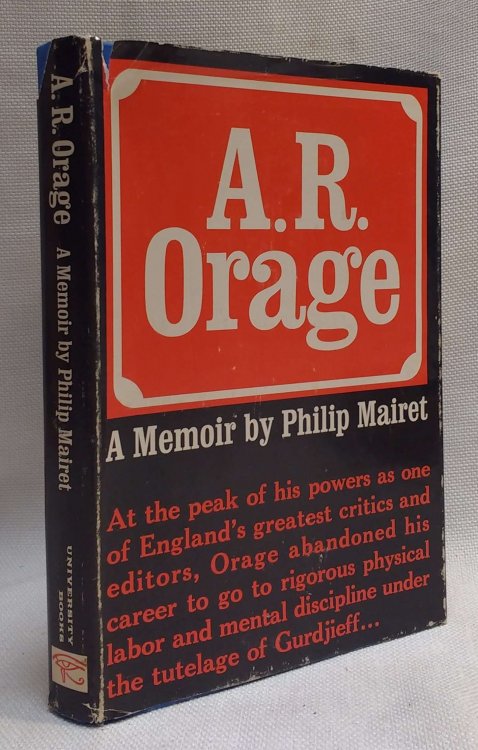 A. R. Orage A Memoir by Philip Mairet
UNIVERSITY
BOOKS
A.R.
Orage
A Memoir by Philip Mairet
At the peak of his powers as one
of England's greatest critics and
editors, Orage abandoned his
career to go to rigorous physical
labor and mental discipline under
the tutelage of Gurdjieff...